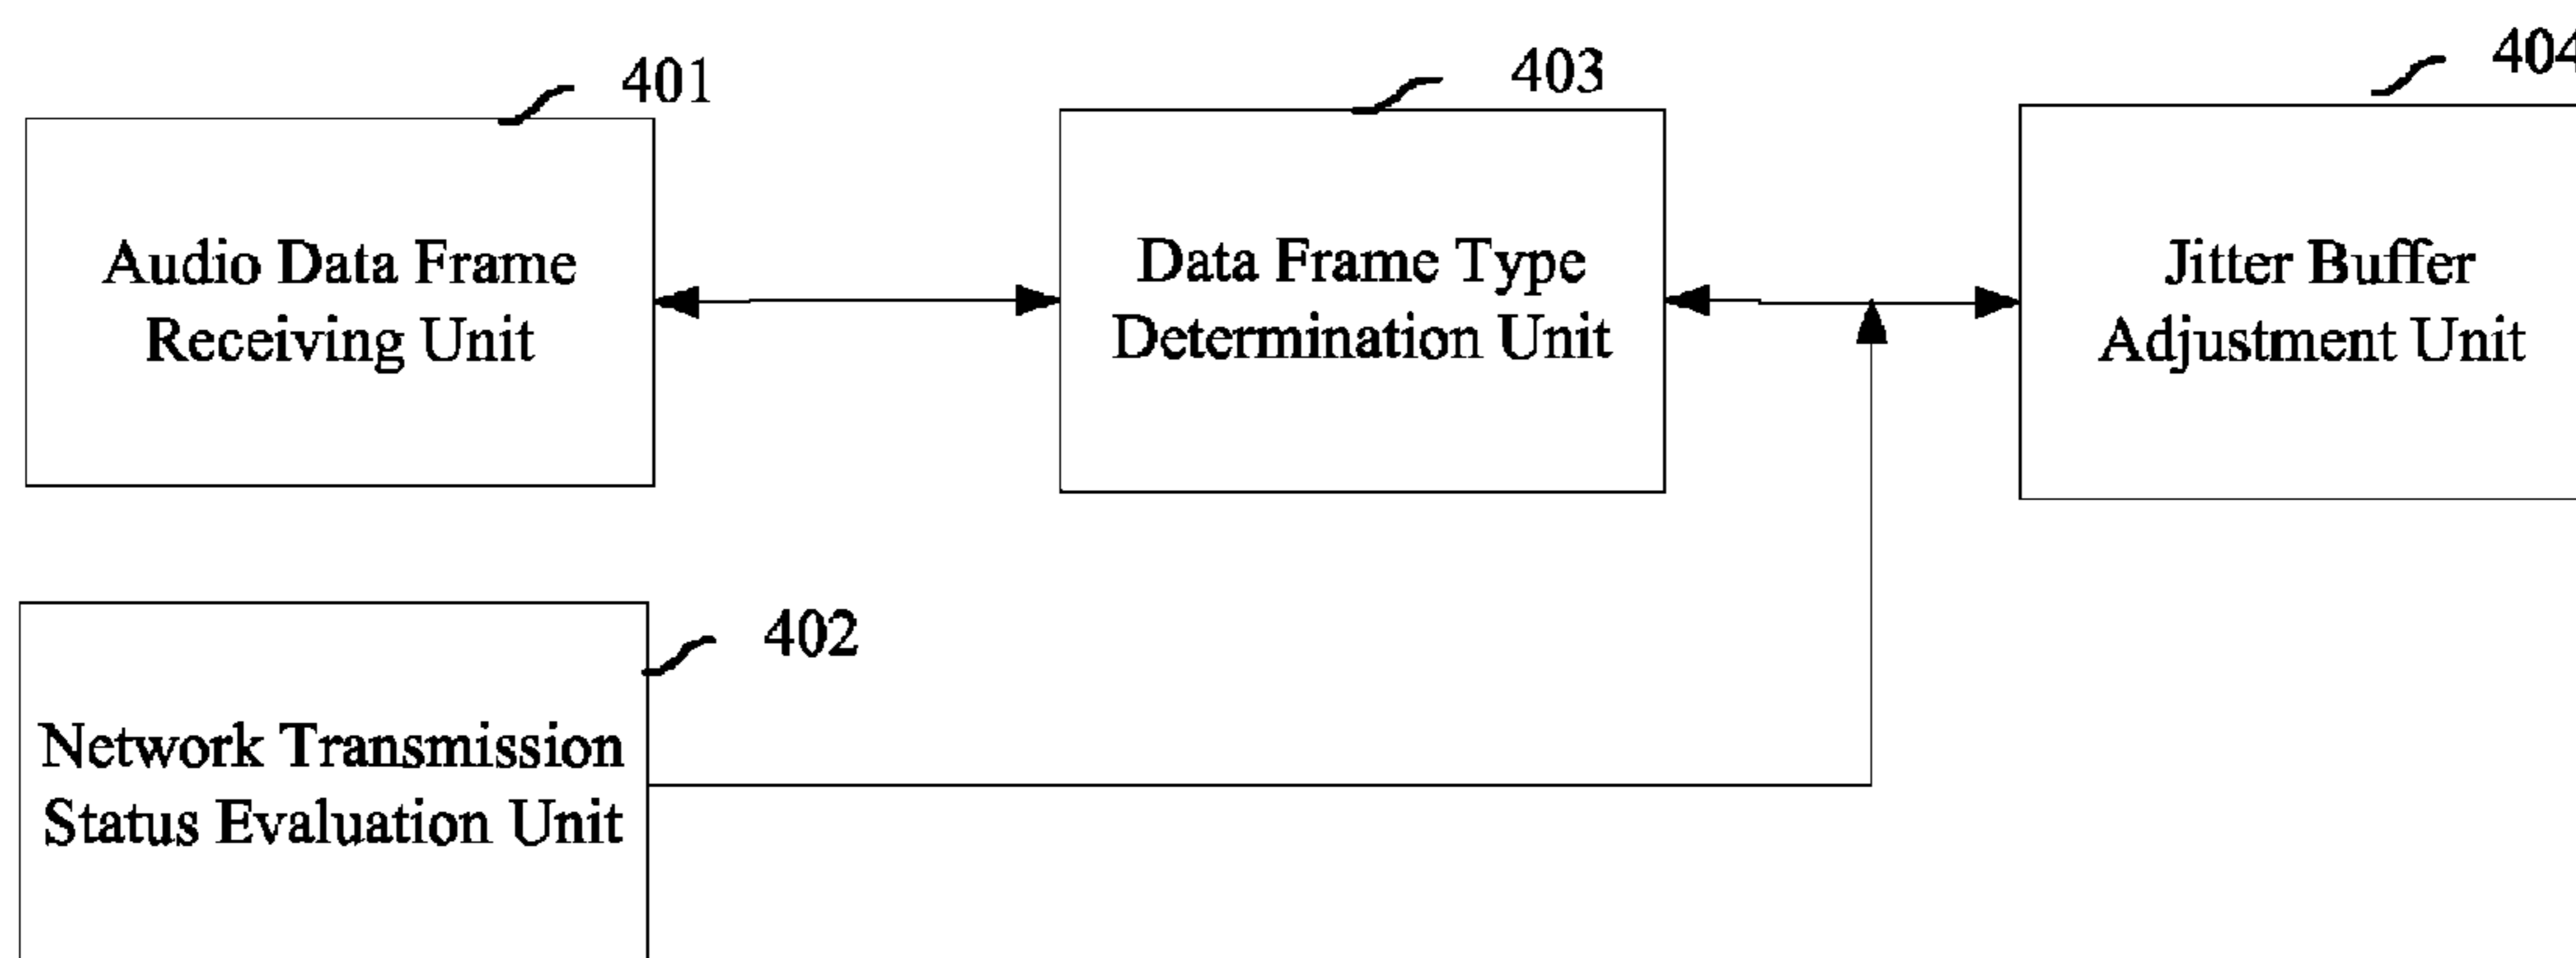 401
403
404
Audio Data Frame
Receiving Unit
Data Frame Type
Determination Unit
Jitter Buffer
Adjustment Unit
402
Network Transmission
Status Evaluation Unit